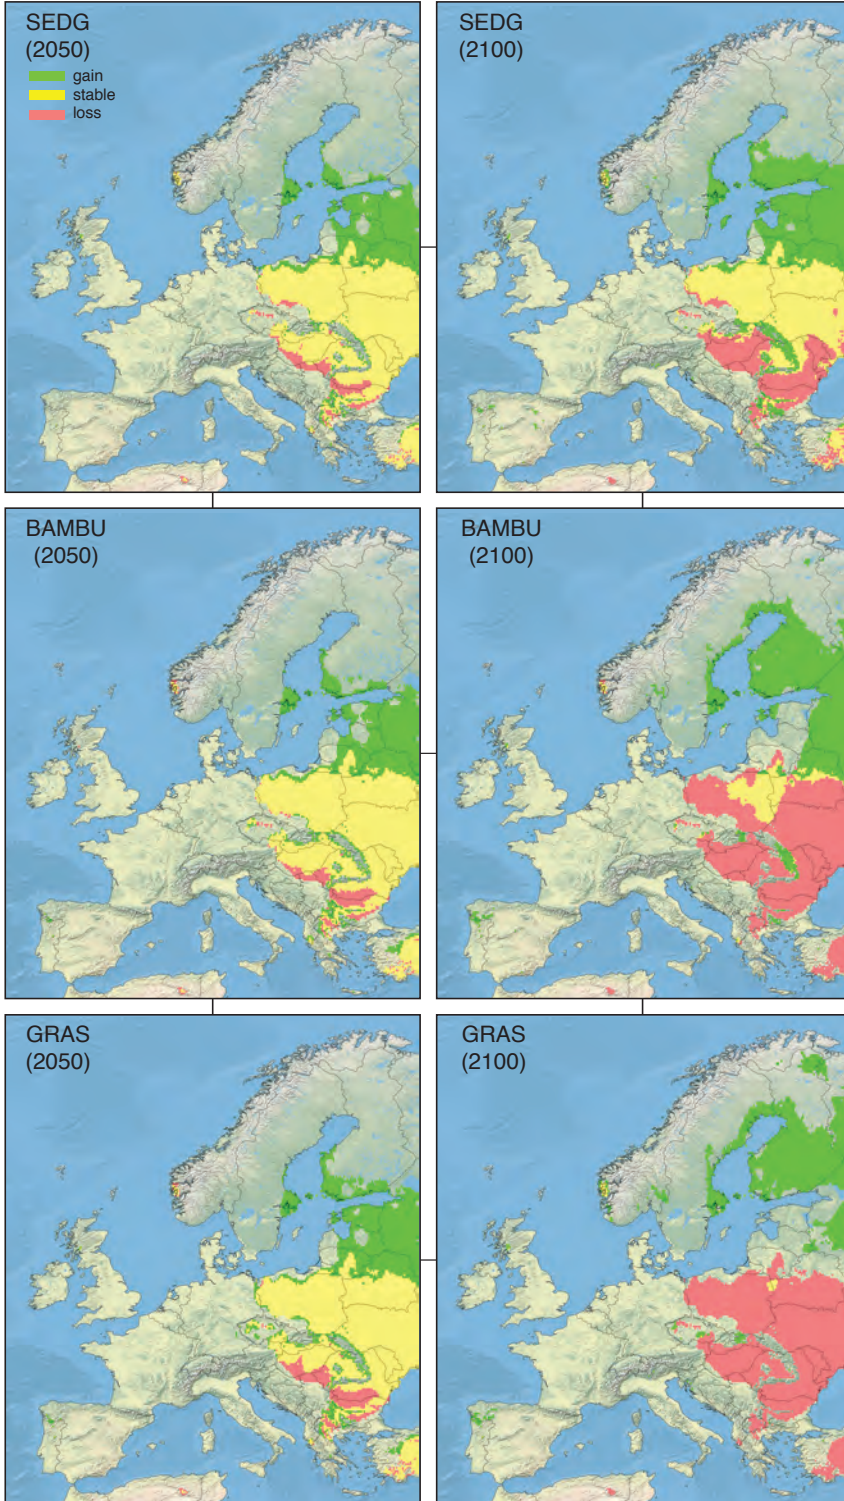 SEDG
(2050)
gain
stable
loss
SEDG
(2100)
BAMBU
(2050)
BAMBU
(2100)
GRAS
(2050)
GRAS
(2100)